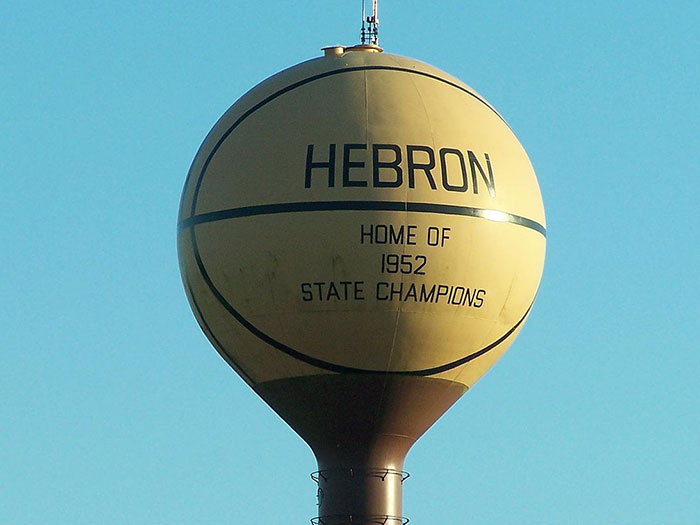 HEBRON
HOME OF
1952
STATE CHAMPIONS